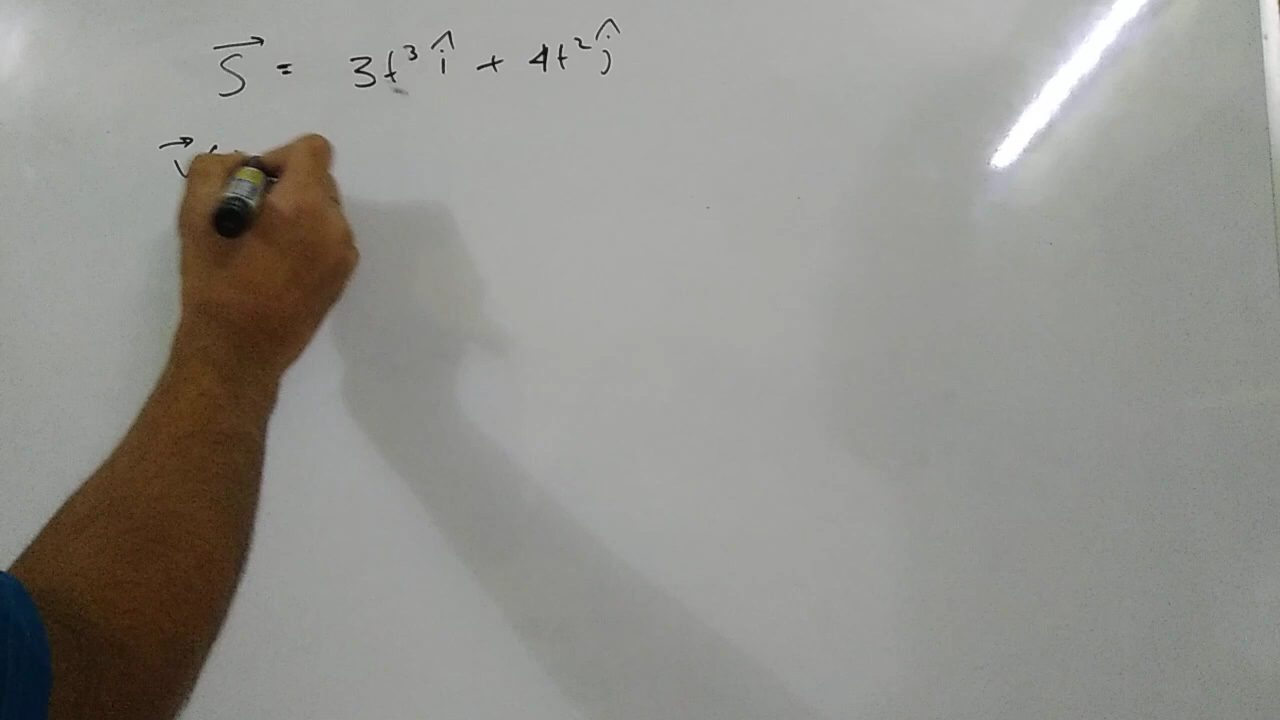 S⃗ = 3t³ î + 4t² ĵ
v⃗